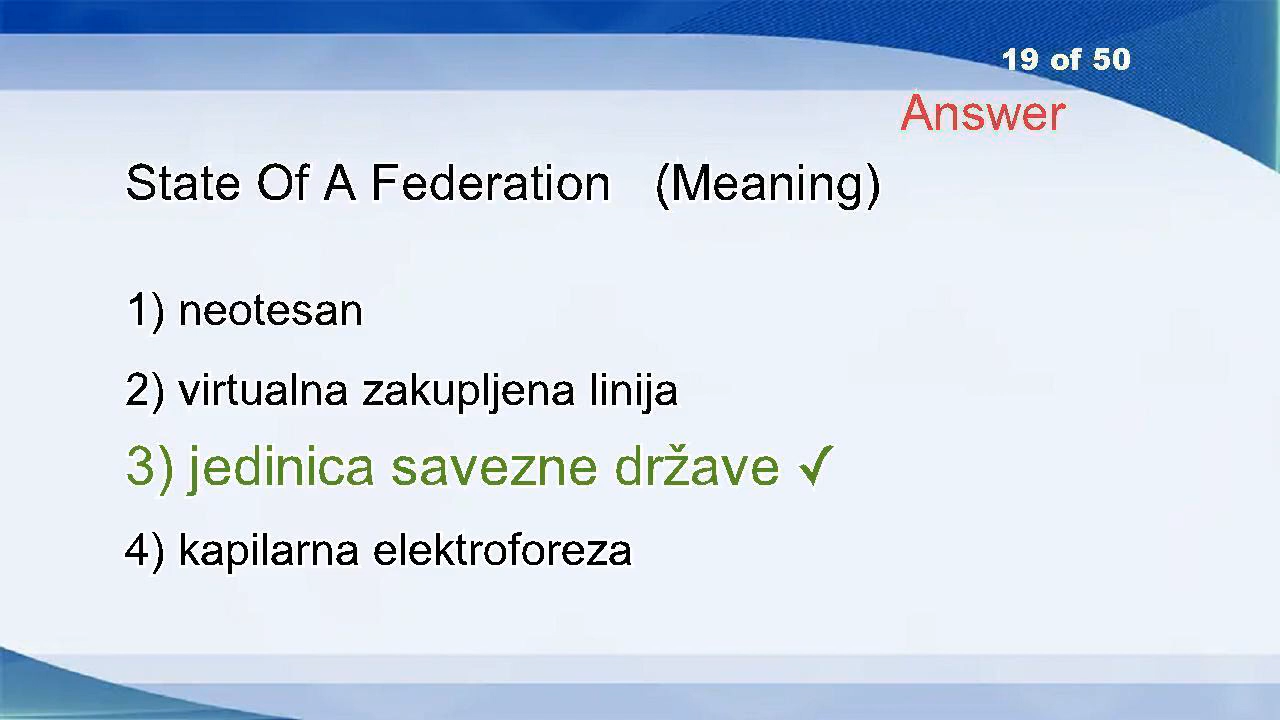 19 of 50
Answer
State Of A Federation (Meaning)
1) neotesan
2) virtualna zakupljena linija
3) jedinica savezne države ✓
4) kapilarna elektroforeza